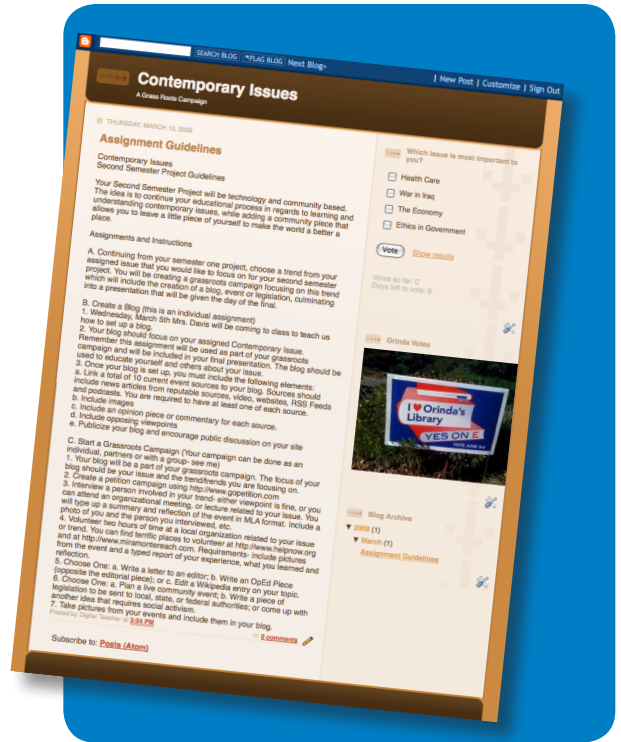 SEARCH BLOG
FLAG BLOG
Next Blog»
| New Post | Customize | Sign Out
Contemporary Issues
A Grass Roots Campaign
THURSDAY, MARCH 13, 2008
Assignment Guidelines
Contemporary Issues
Second Semester Project Guidelines
Your Second Semester Project will be technology and community based.
The idea is to continue your educational process in regards to learning and
understanding contemporary issues, while adding a community piece that
allows you to leave a little piece of yourself to make the world a better a
place.
Assignments and Instructions
A. Continuing from your semester one project, choose a trend from your
assigned issue that you would like to focus on for your second semester
project. You will be creating a grassroots campaign focusing on this trend
which will include the creation of a blog, event or legislation, culminating
into a presentation that will be given the day of the final.
B. Create a Blog (this is an individual assignment)
1. Wednesday, March 5th Mrs. Davis will be coming to class to teach us
how to set up a blog.
2. Your blog should focus on your assigned Contemporary Issue.
Remember this assignment will be used as part of your grassroots
campaign and will be included in your final presentation. The blog should be
used to educate yourself and others about your issue.
3. Once your blog is set up, you must include the following elements:
a. Link a total of 10 current event sources to your blog. Sources should
include news articles from reputable sources, video, websites, RSS Feeds
and podcasts. You are required to have at least one of each source.
b. Include images
c. Include an opinion piece or commentary for each source.
d. Include opposing viewpoints
e. Publicize your blog and encourage public discussion on your site
C. Start a Grassroots Campaign (Your campaign can be done as an
individual, partners or with a group- see me)
1. Your blog will be a part of your grassroots campaign. The focus of your
blog should be your issue and the trend/trends you are focusing on.
2. Create a petition campaign using http://www.gopetition.com
3. Interview a person involved in your trend- either viewpoint is fine, or you
can attend an organizational meeting, or lecture related to your issue. You
will type up a summary and reflection of the event in MLA format. Include a
photo of you and the person you interviewed, etc.
4. Volunteer two hours of time at a local organization related to your issue
or trend. You can find terrific places to volunteer at http://www.helpnow.org
and at http://www.miramontereach.com. Requirements- include pictures
from the event and a typed report of your experience, what you learned and
reflection.
5. Choose One: a. Write a letter to an editor; b. Write an OpEd Piece
(opposite the editorial piece); or c. Edit a Wikipedia entry on your topic.
6. Choose One: a. Plan a live community event; b. Write a piece of
legislation to be sent to local, state, or federal authorities; or come up with
another idea that requires social activism.
7. Take pictures from your events and include them in your blog.
Posted by Digital Teacher at 3:54 PM
0 comments
Subscribe to: Posts (Atom)
Which Issue is most important to
you?
Health Care
War in Iraq
The Economy
Ethics in Government
Vote
Show results
Votes so far: 0
Days left to vote: 6
Orinda Votes
I ♥ Orinda's
Library
YES ON E
VOTE JUNE 3-4
Blog Archive
▼ 2008 (1)
▼ March (1)
Assignment Guidelines